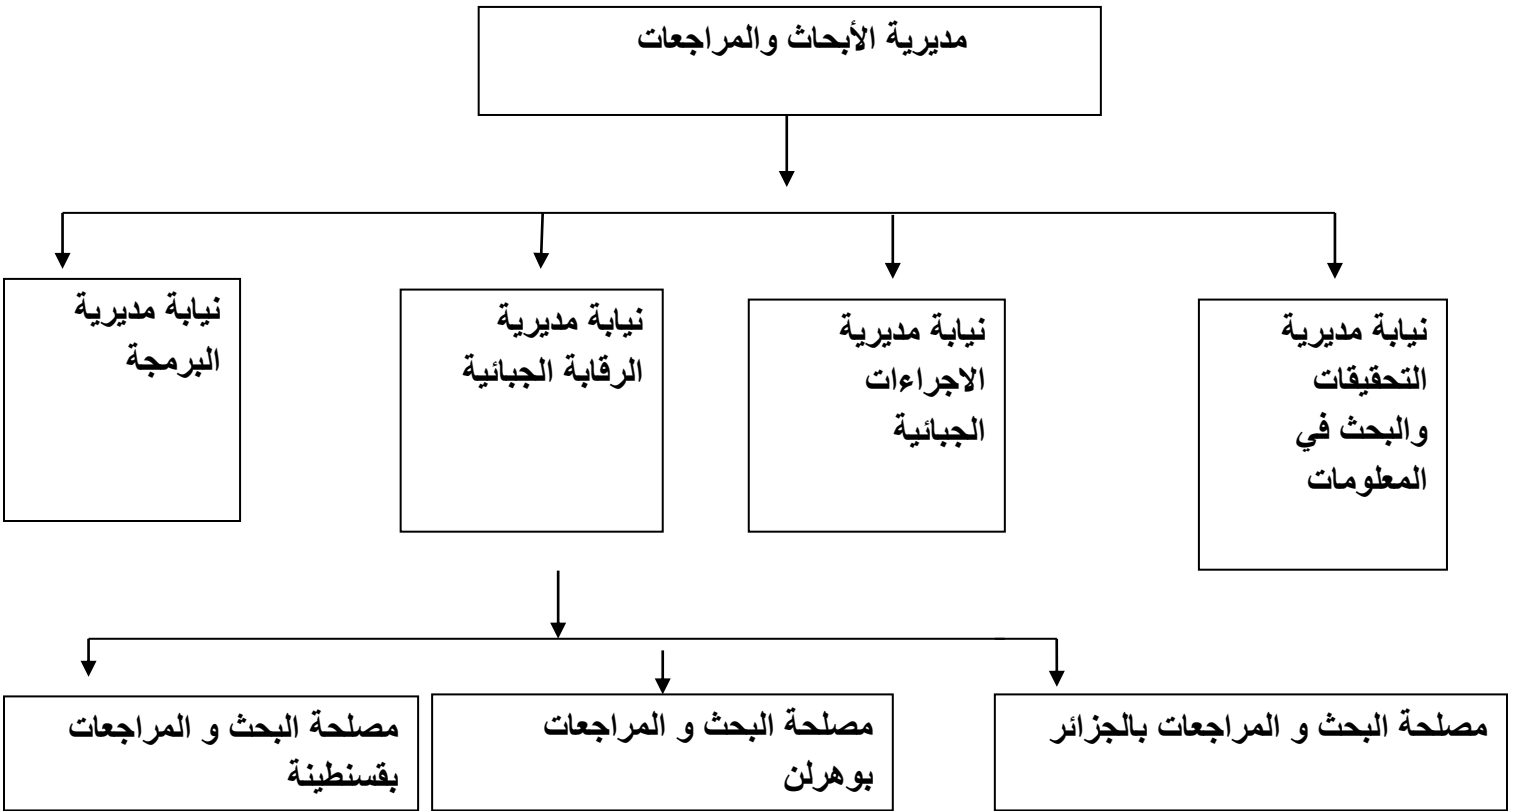 مديرية الأبحاث والمراجعات
نيابة مديرية
التحقيقات
والبحث في
المعلومات
نيابة مديرية
الاجراءات
الجبائية
نيابة مديرية
الرقابة الجبائية
نيابة مديرية
البرمجة
مصلحة البحث و المراجعات بالجزائر
مصلحة البحث و المراجعات
بوهرلن
مصلحة البحث و المراجعات
بقسنطينة